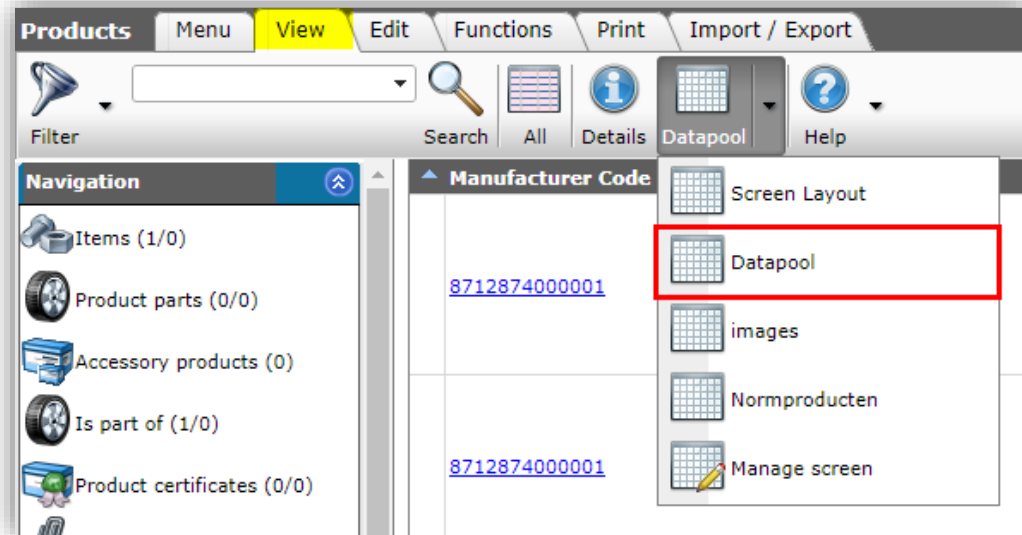 Products Menu View Edit Functions Print Import / Export
Filter Search All Details Datapool Help
Navigation
Items (1/0)
Product parts (0/0)
Accessory products (0)
Is part of (1/0)
Product certificates (0/0)
Manufacturer Code
8712874000001
8712874000001
Screen Layout
Datapool
images
Normproducten
Manage screen